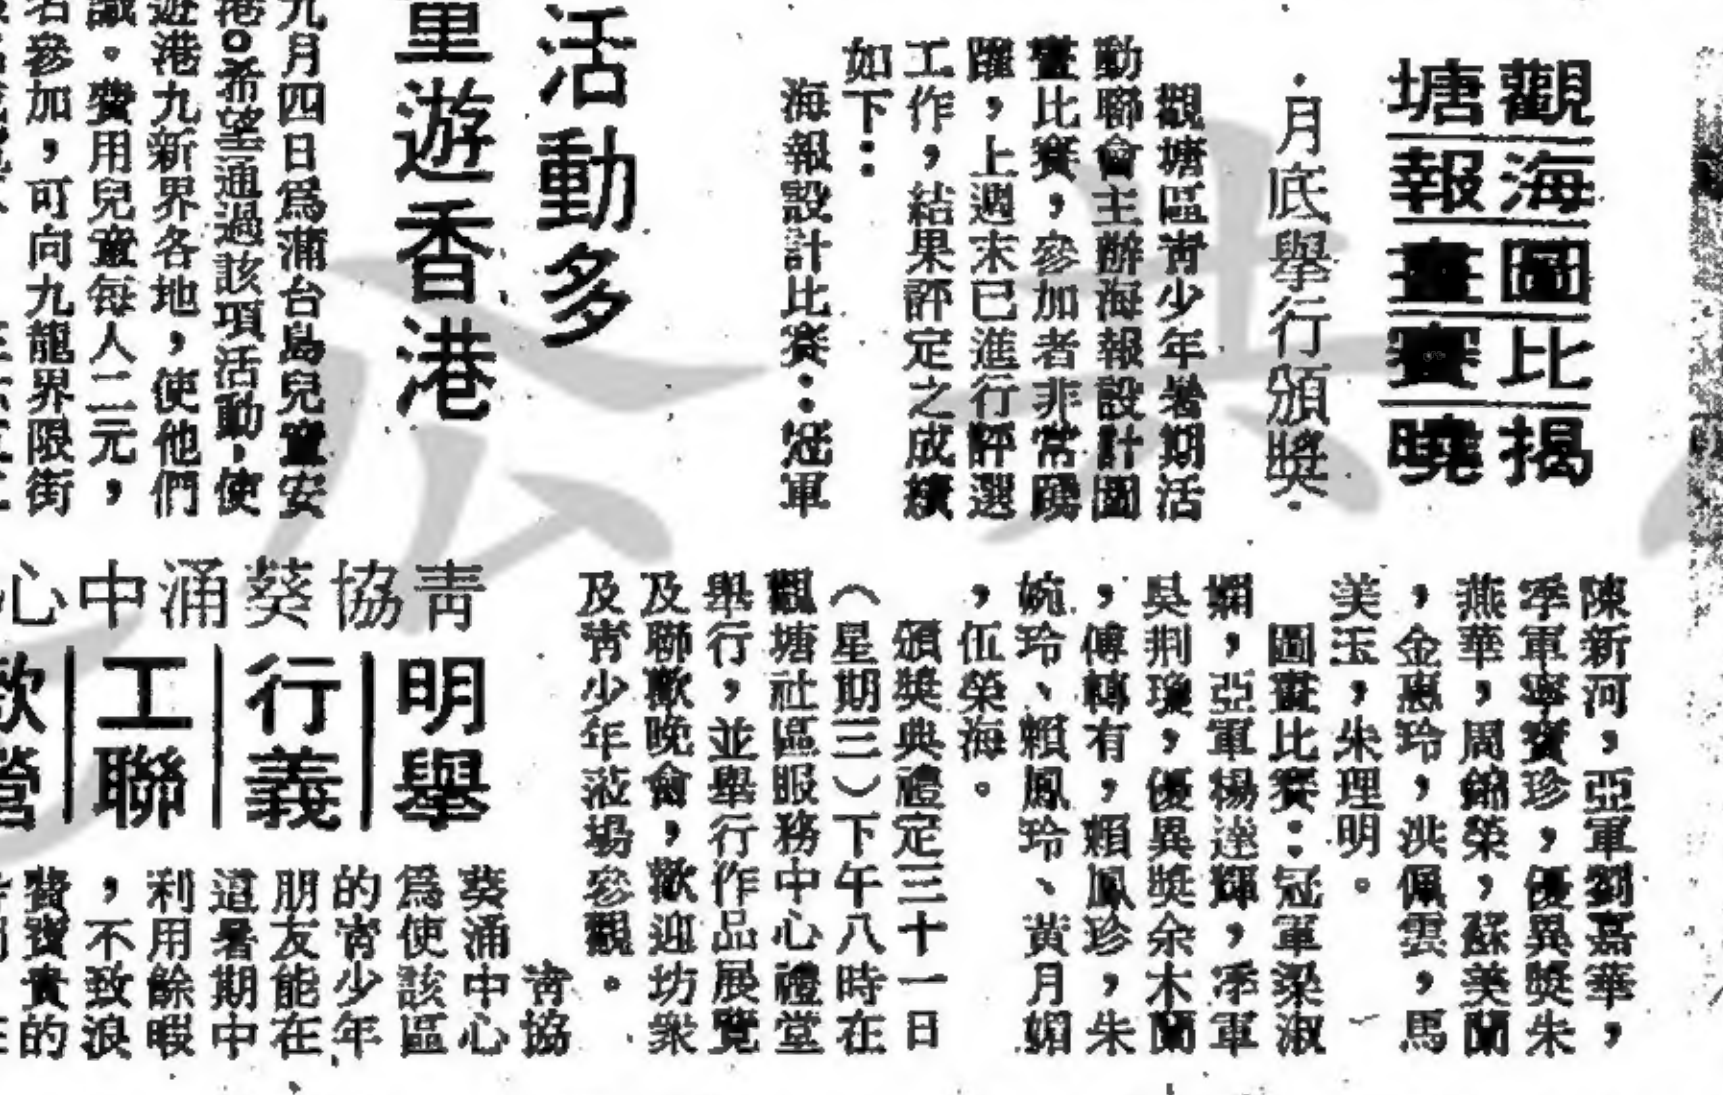 觀海圖比揭
塘報畫賽曉
·月底舉行頒獎·
觀塘區青少年暑期活
動聯會主辦海報設計圖
畫比賽，參加者非常踴
躍，上週末已進行評選
工作，結果評定之成績
如下：
海報設計比賽：冠軍
陳新河，亞軍劉嘉華，
季軍寧寶珍，優異獎朱
燕華，周錦榮，蘇美蘭
，金惠玲，洪佩雲，馬
美玉，朱理明。
圖畫比賽：冠軍梁淑
嫻，亞軍楊達輝，季軍
吳荆瓊，優異獎余木蘭
，傅轉有，賴鳳珍，朱
婉玲、賴鳳玲、黃月媚
，伍榮海。
頒獎典禮定三十一日
（星期三）下午八時在
觀塘社區服務中心禮堂
舉行，並舉行作品展覽
及聯歡晚會，歡迎坊衆
及青少年蒞場參觀。
活動多
童遊香港
九月四日爲蒲台島兒童安
港。希望通過該項活動，使
遊港九新界各地，使他們
識。費用兒童每人二元，
名參加，可向九龍界限街
青協葵涌中心
明舉
行義
工聯
歡營
青協
葵涌中心
爲使該區
的青少年
朋友能在
這暑期中
利用餘暇
，不致浪
費寶貴的